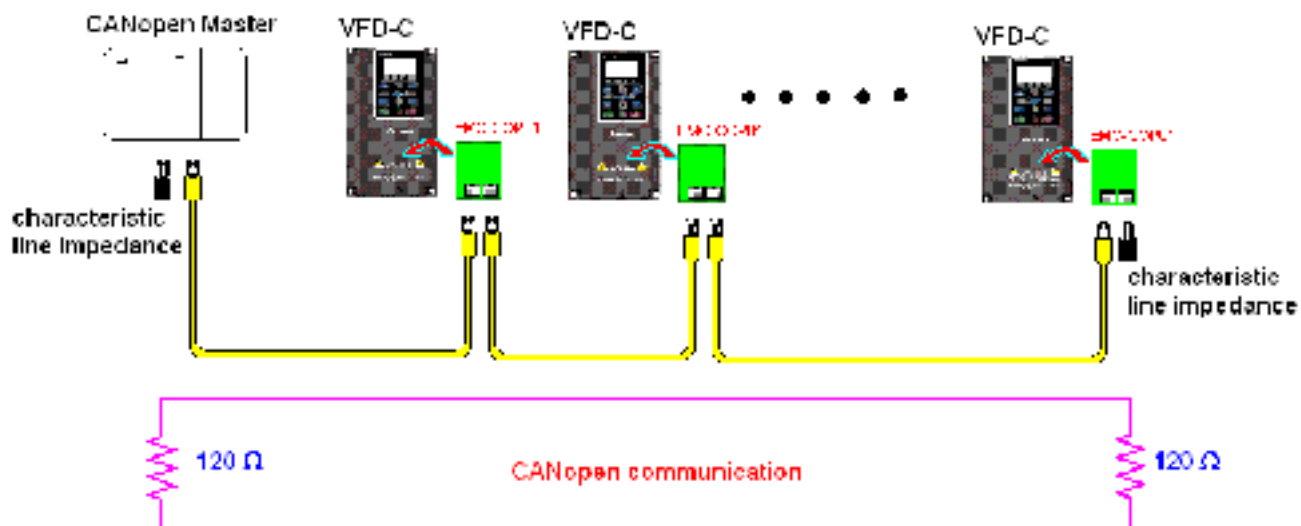 CANopen Master
VFD-C
VFD-C
VFD-C
characteristic
line impedance
characteristic
line impedance
120 Ω
CANopen communication
120 Ω